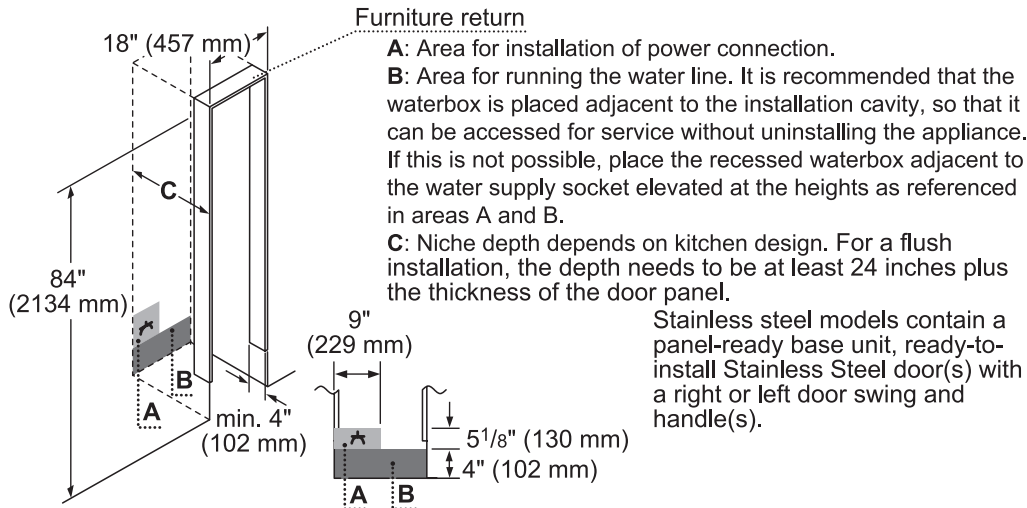 Furniture return
18" (457 mm)
A: Area for installation of power connection.
B: Area for running the water line. It is recommended that the
waterbox is placed adjacent to the installation cavity, so that it
can be accessed for service without uninstalling the appliance.
If this is not possible, place the recessed waterbox adjacent to
the water supply socket elevated at the heights as referenced
in areas A and B.
C: Niche depth depends on kitchen design. For a flush
installation, the depth needs to be at least 24 inches plus
the thickness of the door panel.
Stainless steel models contain a
panel-ready base unit, ready-to-
install Stainless Steel door(s) with
a right or left door swing and
handle(s).
C
84"
(2134 mm)
B
A
min. 4"
(102 mm)
9"
(229 mm)
5 1/8" (130 mm)
4" (102 mm)
A
B